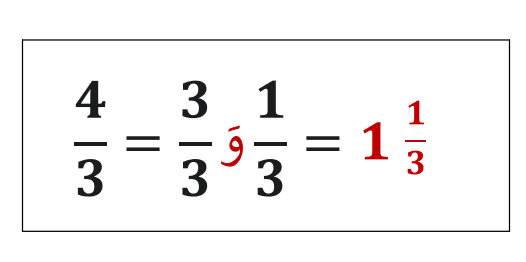 4/3 = 3/3 وَ 1/3 = 1 1/3